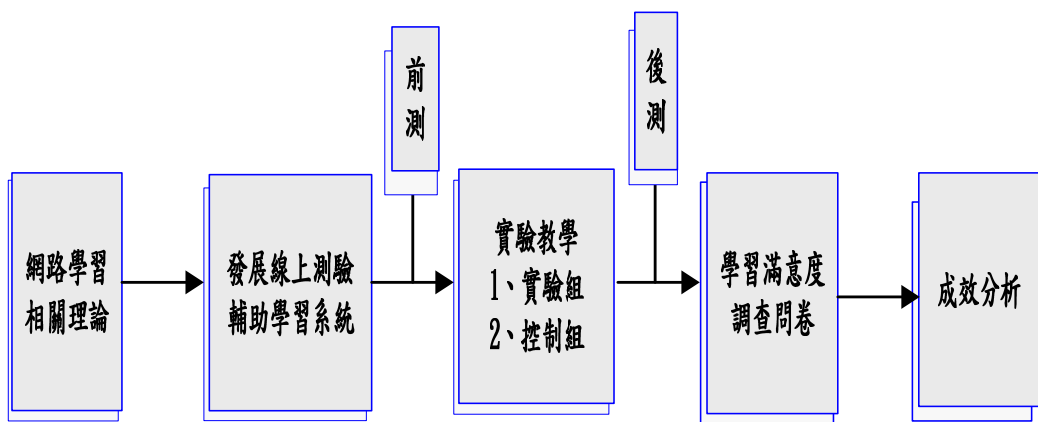 前
測
後
測
網路學習
相關理論
發展線上測驗
輔助學習系統
實驗教學
1、實驗組
2、控制組
學習滿意度
調查問卷
成效分析